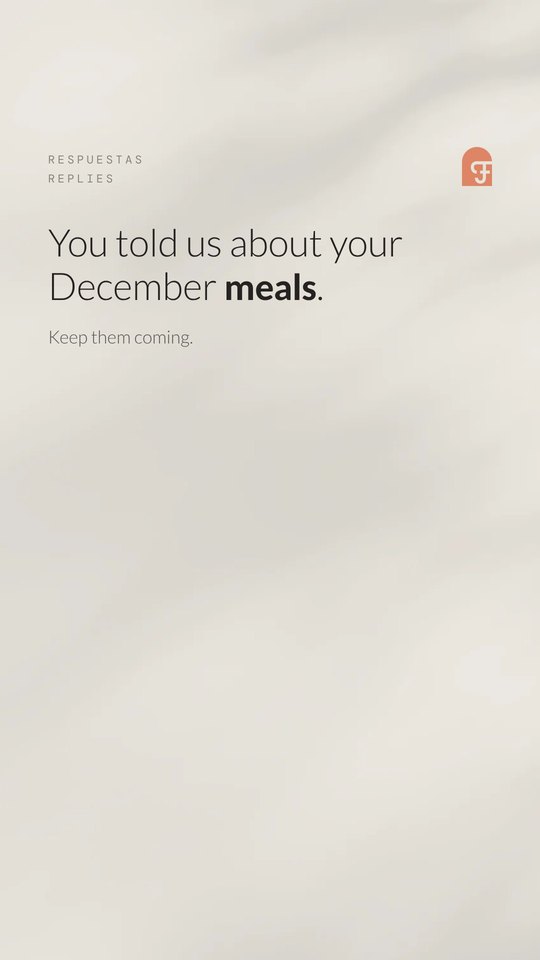 RESPUESTAS
REPLIES
You told us about your
December meals.
Keep them coming.